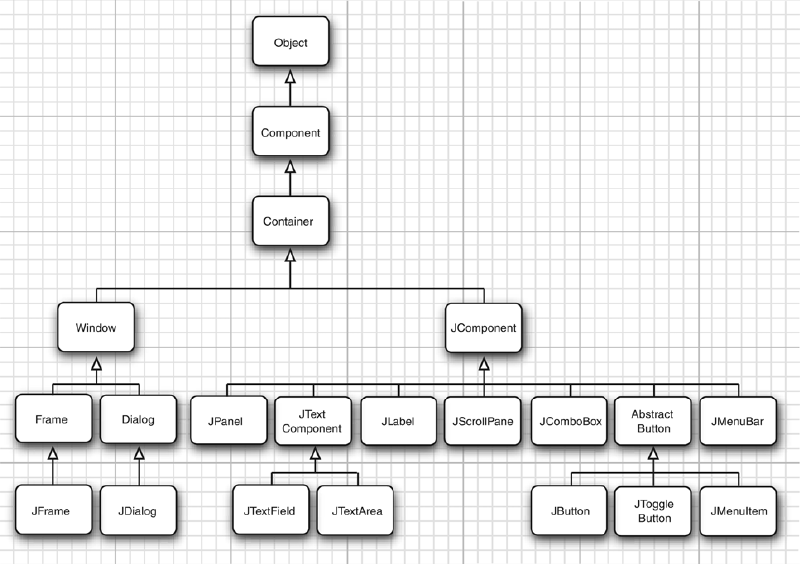 Object
Component
Container
Window
JComponent
Frame
Dialog
JPanel
JText
Component
JLabel
JScrollPane
JComboBox
Abstract
Button
JMenuBar
JFrame
JDialog
JTextField
JTextArea
JButton
JToggle
Button
JMenuItem